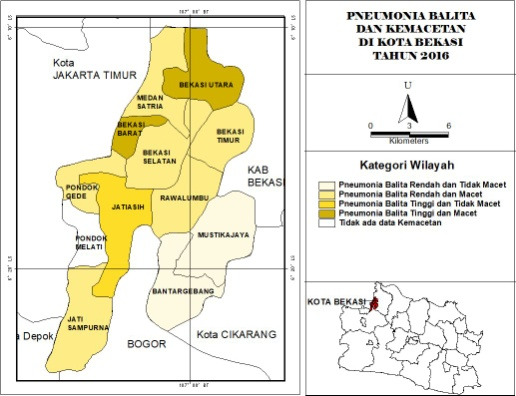 PNEUMONIA BALITA
DAN KEMACETAN
DI KOTA BEKASI
TAHUN 2016
U
0 3 6
Kilometers
Kategori Wilayah
Pneumonia Balita Rendah dan Tidak Macet
Pneumonia Balita Rendah dan Macet
Pneumonia Balita Tinggi dan Tidak Macet
Pneumonia Balita Tinggi dan Macet
Tidak ada data Kemacetan
KOTA BEKASI
Kota
JAKARTA TIMUR
BEKASI UTARA
MEDAN
SATRIA
BEKASI
BARAT
BEKASI
TIMUR
BEKASI
SELATAN
KAB
BEKASI
PONDOK
GEDE
JATIASIH
RAWALUMBU
MUSTIKAJAYA
PONDOK
MELATI
BANTARGEBANG
JATI
SAMPURNA
Depok
BOGOR
Kota CIKARANG